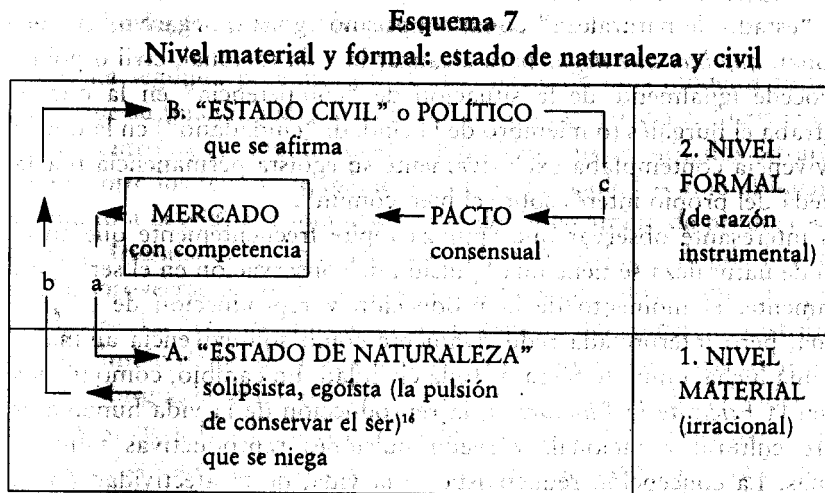 Esquema 7
Nivel material y formal: estado de naturaleza y civil
B. “ESTADO CIVIL” o POLÍTICO
que se afirma
c
2. NIVEL
FORMAL
(de razón
instrumental)
MERCADO
con competencia
PACTO
consensual
b
a
A. “ESTADO DE NATURALEZA”
solipsista, egoísta (la pulsión
de conservar el ser)¹⁶
que se niega
1. NIVEL
MATERIAL
(irracional)